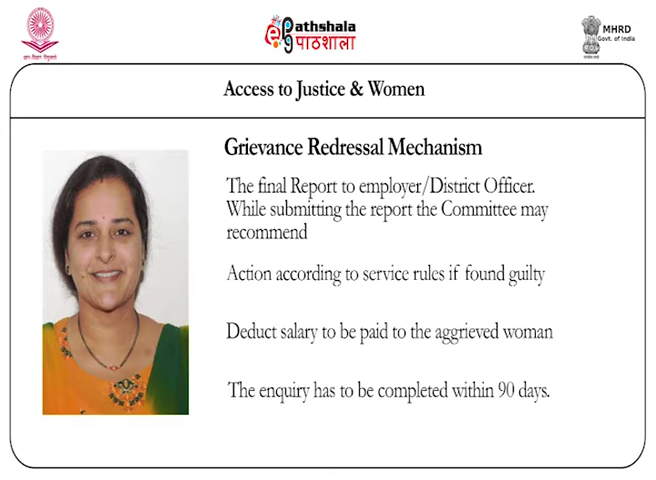 Pathshala
पाठशाला
MHRD
Govt. of India
Access to Justice & Women
Grievance Redressal Mechanism
The final Report to employer/District Officer.
While submitting the report the Committee may
recommend
Action according to service rules if found guilty
Deduct salary to be paid to the aggrieved woman
The enquiry has to be completed within 90 days.